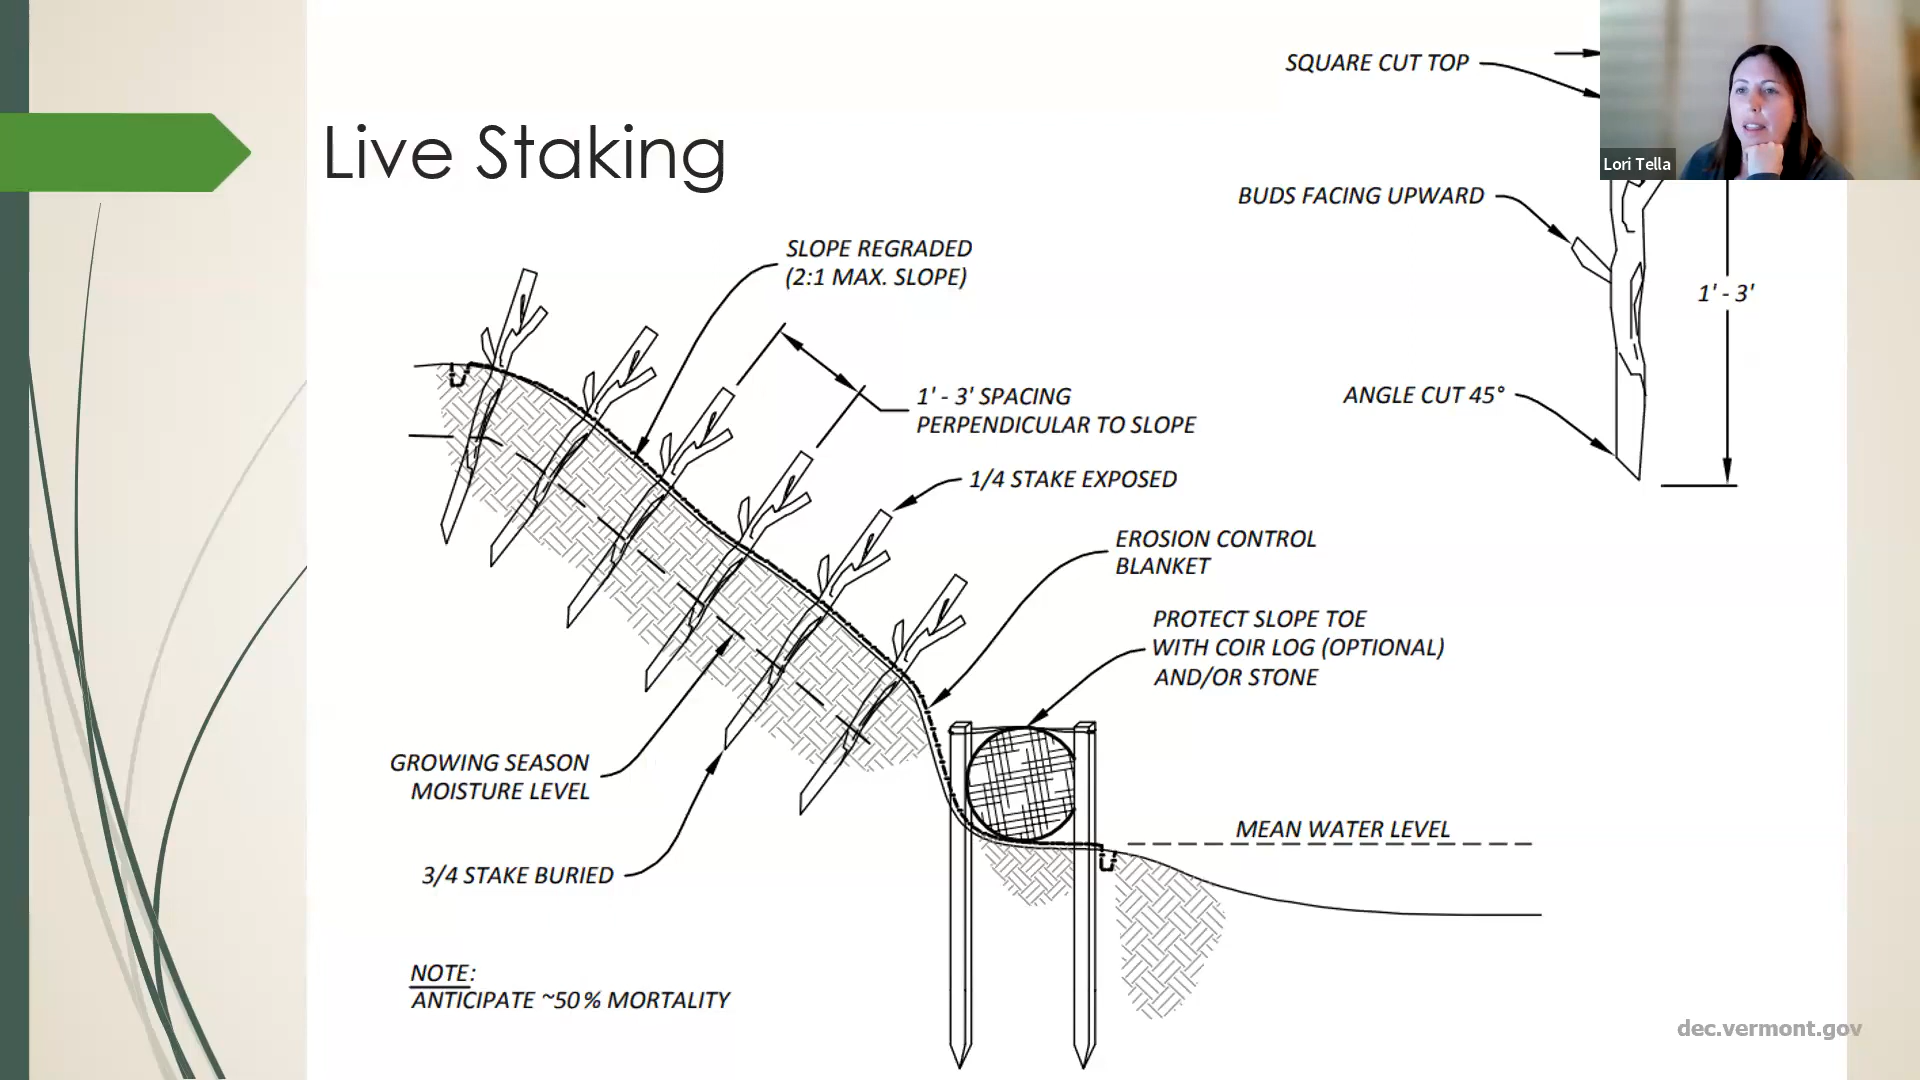 Live Staking
SQUARE CUT TOP
Lori Tella
BUDS FACING UPWARD
SLOPE REGRADED
(2:1 MAX. SLOPE)
1' - 3'
1' - 3' SPACING
PERPENDICULAR TO SLOPE
ANGLE CUT 45°
1/4 STAKE EXPOSED
EROSION CONTROL
BLANKET
PROTECT SLOPE TOE
WITH COIR LOG (OPTIONAL)
AND/OR STONE
GROWING SEASON
MOISTURE LEVEL
MEAN WATER LEVEL
3/4 STAKE BURIED
NOTE:
ANTICIPATE ~50% MORTALITY
dec.vermont.gov